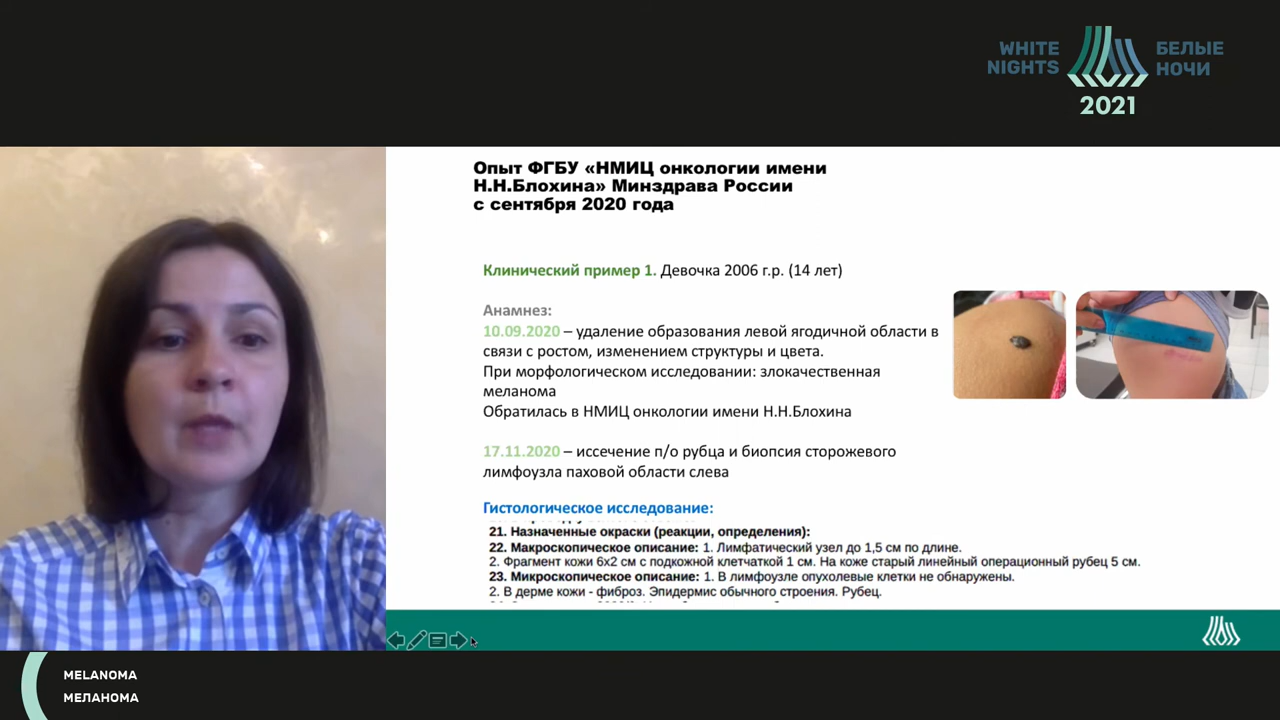 WHITE
NIGHTS
БЕЛЫЕ
НОЧИ
2021
Опыт ФГБУ «НМИЦ онкологии имени
Н.Н.Блохина» Минздрава России
с сентября 2020 года
Клинический пример 1. Девочка 2006 г.р. (14 лет)
Анамнез:
10.09.2020 – удаление образования левой ягодичной области в
связи с ростом, изменением структуры и цвета.
При морфологическом исследовании: злокачественная
меланома
Обратилась в НМИЦ онкологии имени Н.Н.Блохина
17.11.2020 – иссечение п/о рубца и биопсия сторожевого
лимфоузла паховой области слева
Гистологическое исследование:
21. Назначенные окраски (реакции, определения):
22. Макроскопическое описание: 1. Лимфатический узел до 1,5 см по длине.
2. Фрагмент кожи 6х2 см с подкожной клетчаткой 1 см. На коже старый линейный операционный рубец 5 см.
23. Микроскопическое описание: 1. В лимфоузле опухолевые клетки не обнаружены.
2. В дерме кожи - фиброз. Эпидермис обычного строения. Рубец.
MELANOMA
МЕЛАНОМА